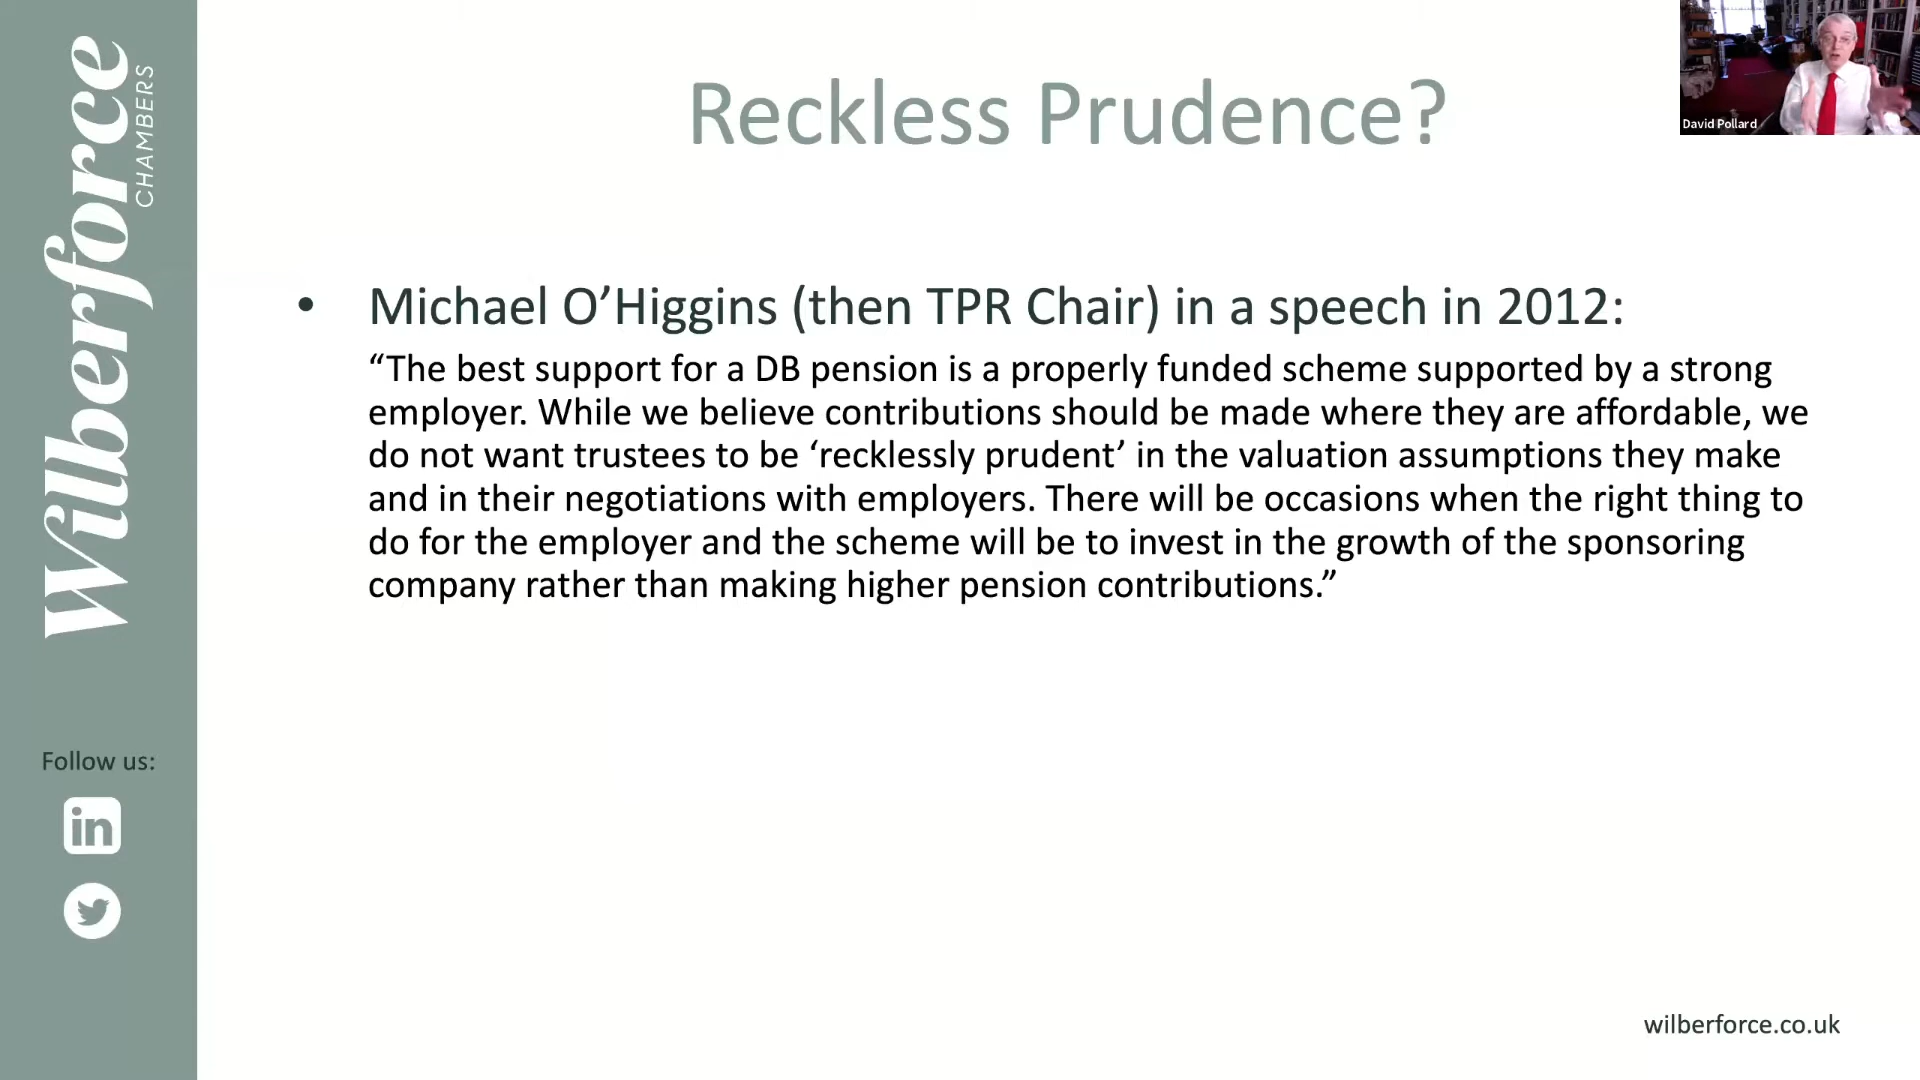 Wilberforce
CHAMBERS
Reckless Prudence?
David Pollard
• Michael O’Higgins (then TPR Chair) in a speech in 2012:
“The best support for a DB pension is a properly funded scheme supported by a strong
employer. While we believe contributions should be made where they are affordable, we
do not want trustees to be ‘recklessly prudent’ in the valuation assumptions they make
and in their negotiations with employers. There will be occasions when the right thing to
do for the employer and the scheme will be to invest in the growth of the sponsoring
company rather than making higher pension contributions.”
Follow us:
in
wilberforce.co.uk